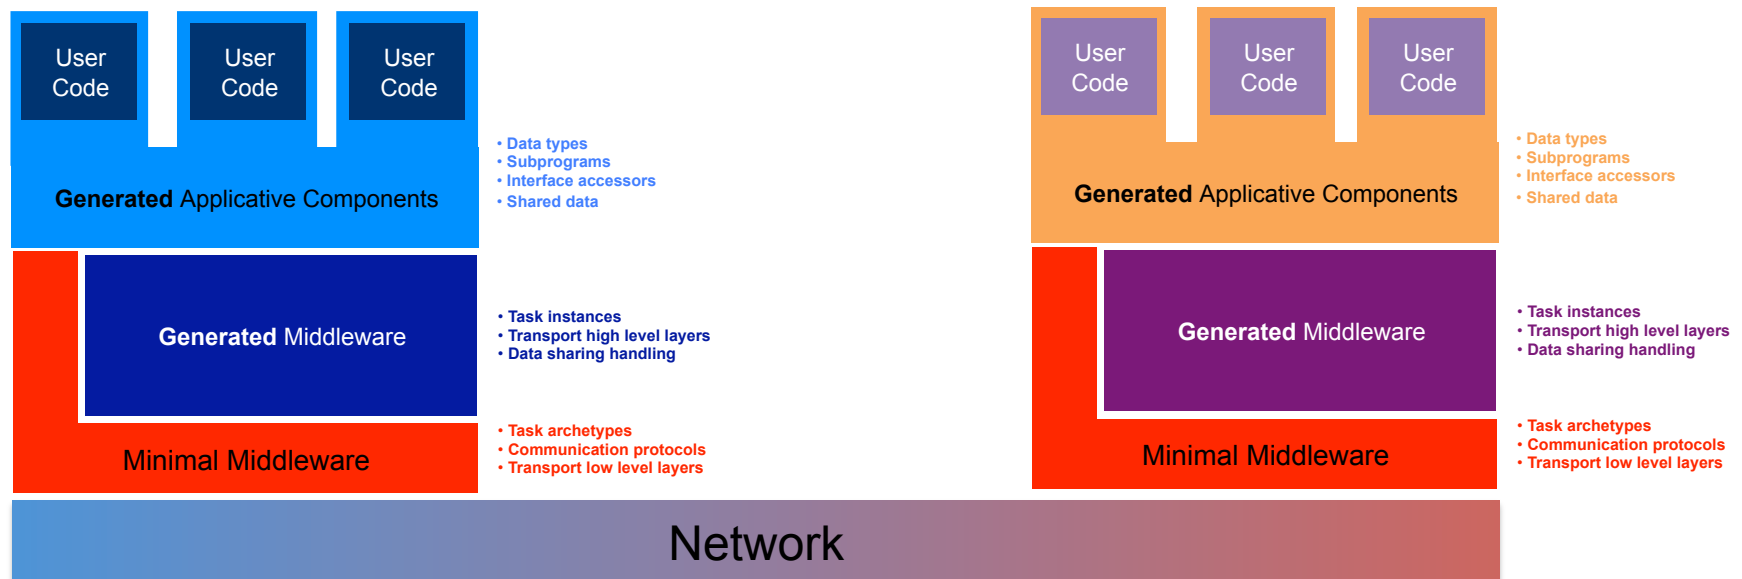 User
Code
User
Code
User
Code
• Data types
• Subprograms
• Interface accessors
• Shared data
Generated Applicative Components
Generated Middleware
• Task instances
• Transport high level layers
• Data sharing handling
Minimal Middleware
• Task archetypes
• Communication protocols
• Transport low level layers
User
Code
User
Code
User
Code
• Data types
• Subprograms
• Interface accessors
• Shared data
Generated Applicative Components
Generated Middleware
• Task instances
• Transport high level layers
• Data sharing handling
Minimal Middleware
• Task archetypes
• Communication protocols
• Transport low level layers
Network